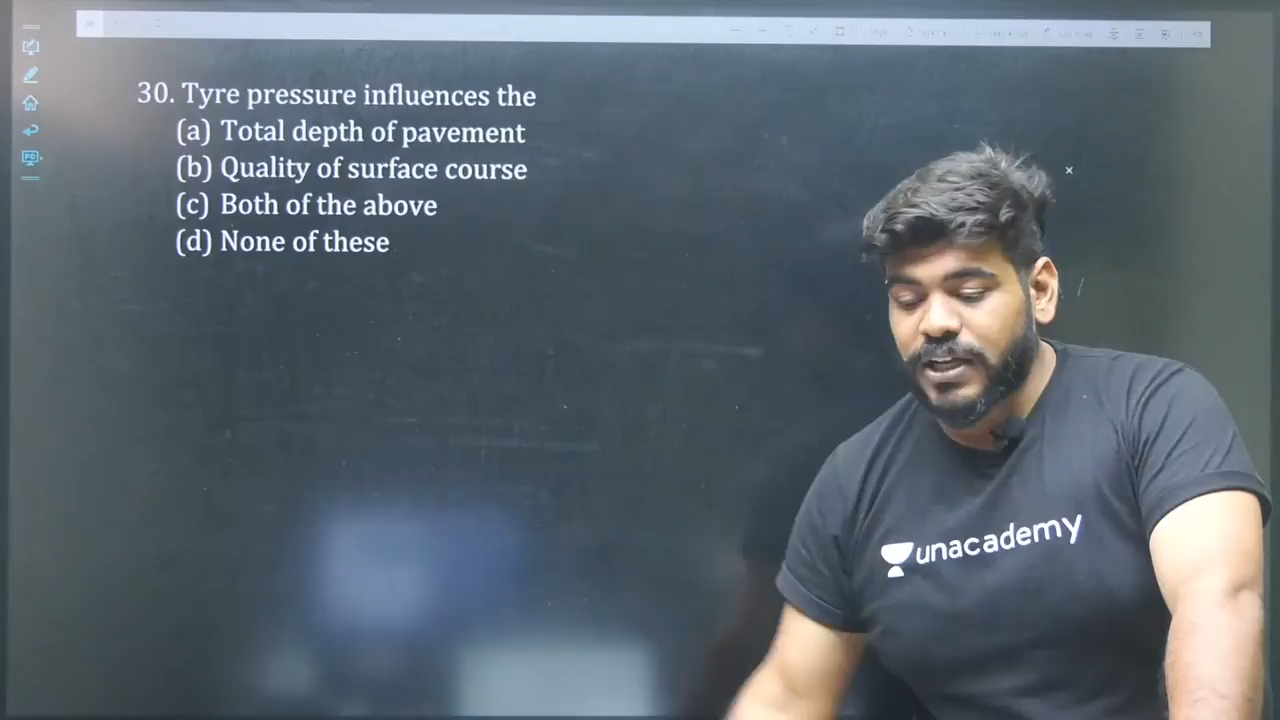 30. Tyre pressure influences the
(a) Total depth of pavement
(b) Quality of surface course
(c) Both of the above
(d) None of these
unacademy